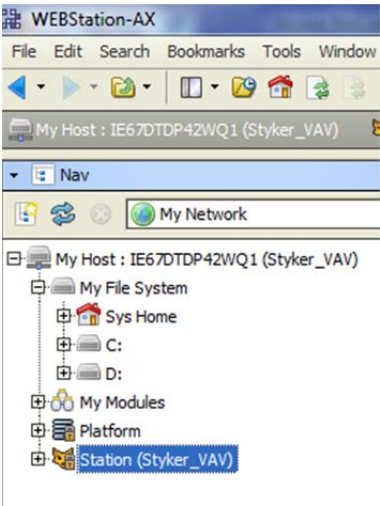 WEBStation-AX
File Edit Search Bookmarks Tools Window
My Host : IE67DTDP42WQ1 (Styker_VAV)
Nav
My Network
My Host : IE67DTDP42WQ1 (Styker_VAV)
My File System
Sys Home
C:
D:
My Modules
Platform
Station (Styker_VAV)